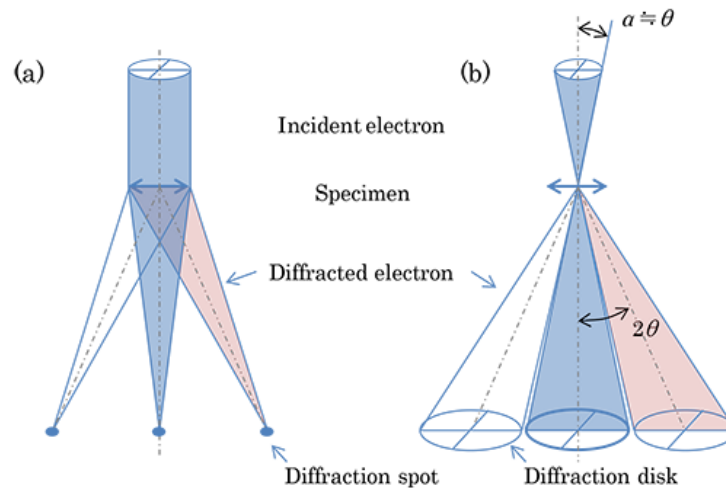 α≒θ
(a)
(b)
Incident electron
Specimen
Diffracted electron
2θ
Diffraction spot
Diffraction disk